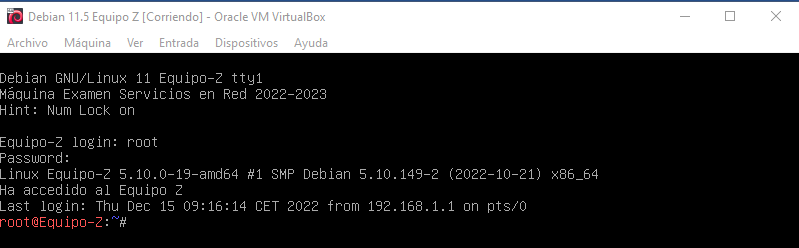 Debian 11.5 Equipo Z [Corriendo] - Oracle VM VirtualBox
Archivo Máquina Ver Entrada Dispositivos Ayuda
Debian GNU/Linux 11 Equipo-Z tty1
Máquina Examen Servicios en Red 2022-2023
Hint: Num Lock on
Equipo-Z login: root
Password:
Linux Equipo-Z 5.10.0-19-amd64 #1 SMP Debian 5.10.149-2 (2022-10-21) x86_64
Ha accedido al Equipo Z
Last login: Thu Dec 15 09:16:14 CET 2022 from 192.168.1.1 on pts/0
root@Equipo-Z:~#